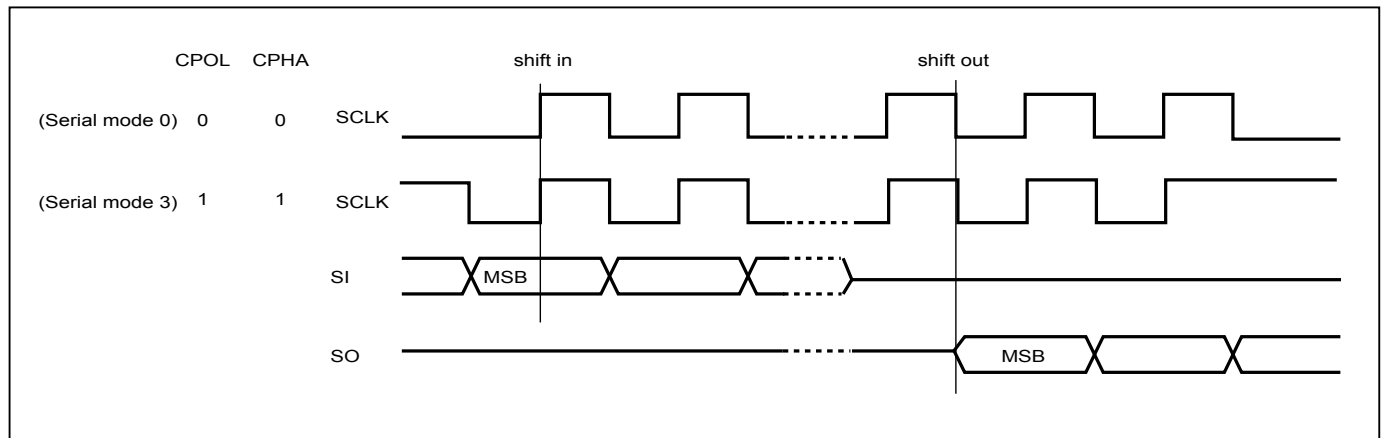 CPOL CPHA shift in shift out
(Serial mode 0) 0 0 SCLK
(Serial mode 3) 1 1 SCLK
SI MSB
SO MSB